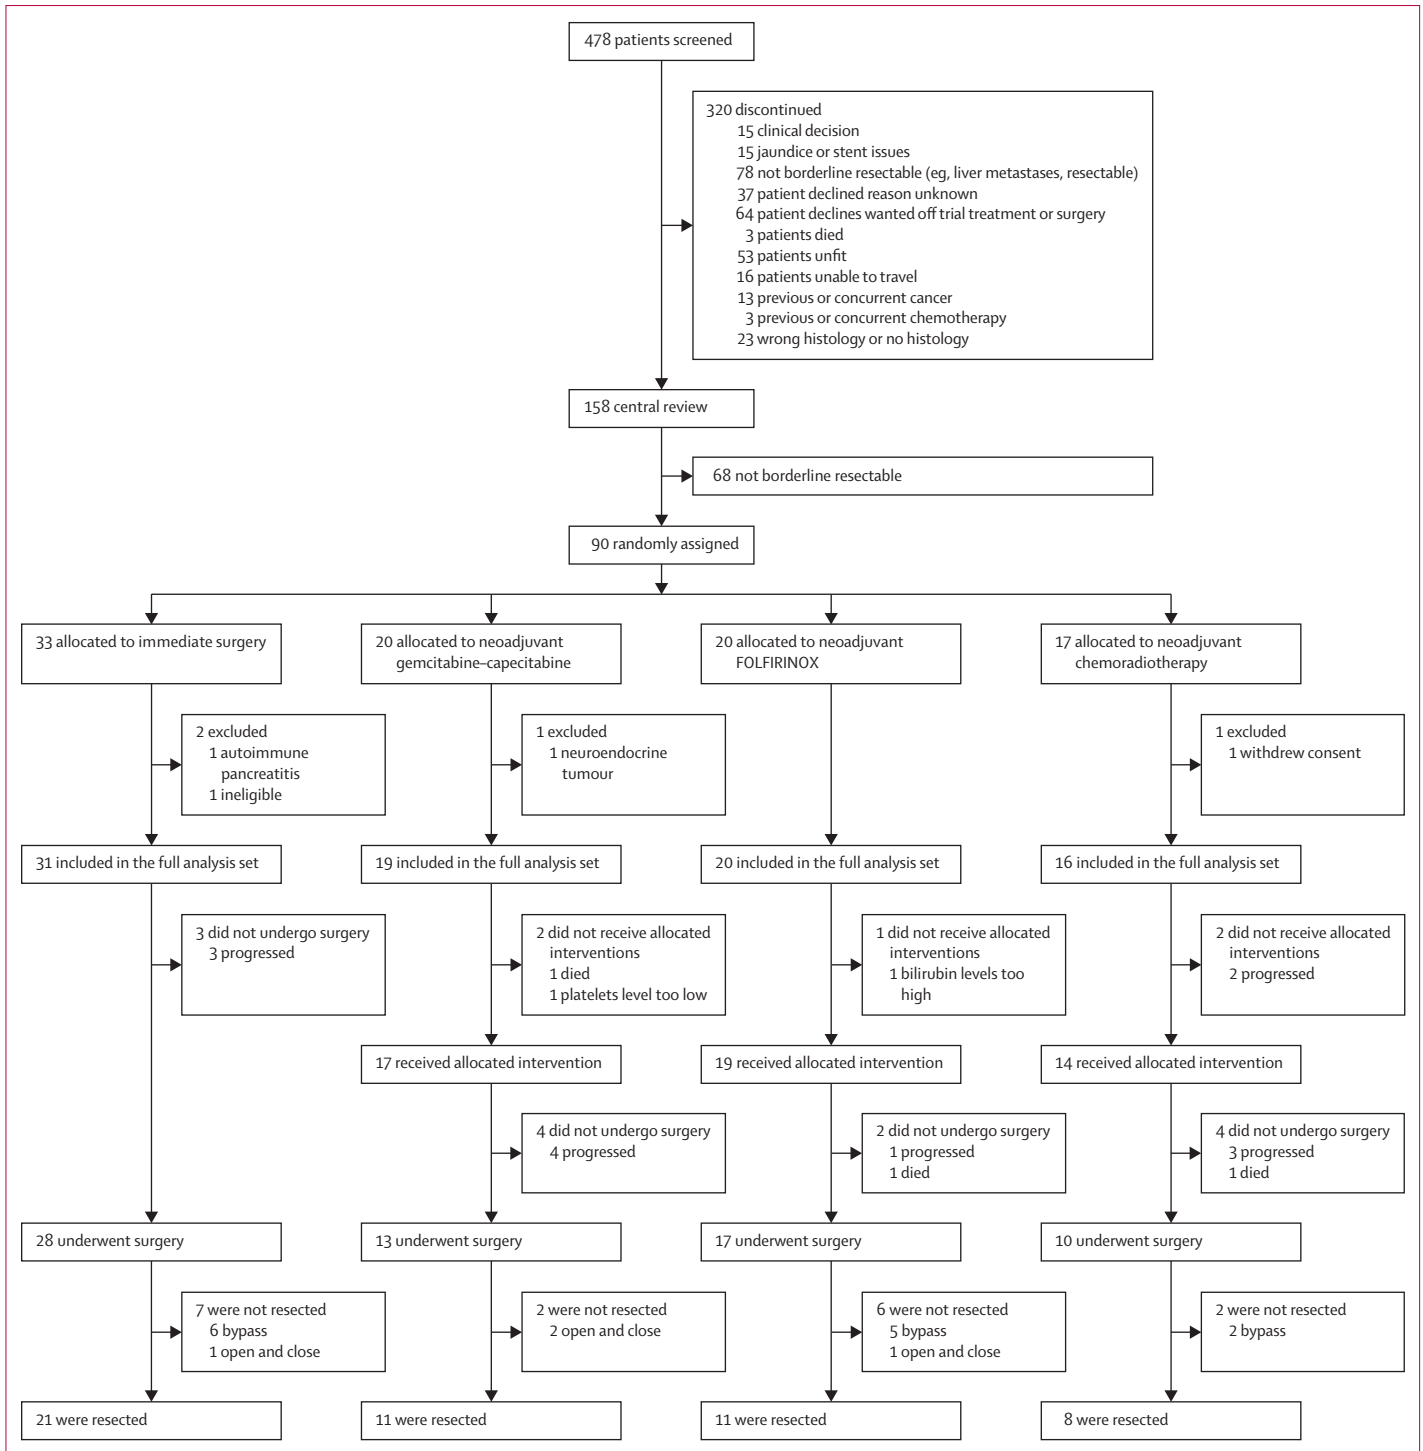 478 patients screened
320 discontinued
15 clinical decision
15 jaundice or stent issues
78 not borderline resectable (eg, liver metastases, resectable)
37 patient declined reason unknown
64 patient declines wanted off trial treatment or surgery
3 patients died
53 patients unfit
16 patients unable to travel
13 previous or concurrent cancer
3 previous or concurrent chemotherapy
23 wrong histology or no histology
158 central review
68 not borderline resectable
90 randomly assigned
33 allocated to immediate surgery
20 allocated to neoadjuvant
gemcitabine–capecitabine
20 allocated to neoadjuvant
FOLFIRINOX
17 allocated to neoadjuvant
chemoradiotherapy
2 excluded
1 autoimmune
pancreatitis
1 ineligible
1 excluded
1 neuroendocrine
tumour
1 excluded
1 withdrew consent
31 included in the full analysis set
19 included in the full analysis set
20 included in the full analysis set
16 included in the full analysis set
3 did not undergo surgery
3 progressed
2 did not receive allocated
interventions
1 died
1 platelets level too low
1 did not receive allocated
interventions
1 bilirubin levels too
high
2 did not receive allocated
interventions
2 progressed
17 received allocated intervention
19 received allocated intervention
14 received allocated intervention
4 did not undergo surgery
4 progressed
2 did not undergo surgery
1 progressed
1 died
4 did not undergo surgery
3 progressed
1 died
28 underwent surgery
13 underwent surgery
17 underwent surgery
10 underwent surgery
7 were not resected
6 bypass
1 open and close
2 were not resected
2 open and close
6 were not resected
5 bypass
1 open and close
2 were not resected
2 bypass
21 were resected
11 were resected
11 were resected
8 were resected